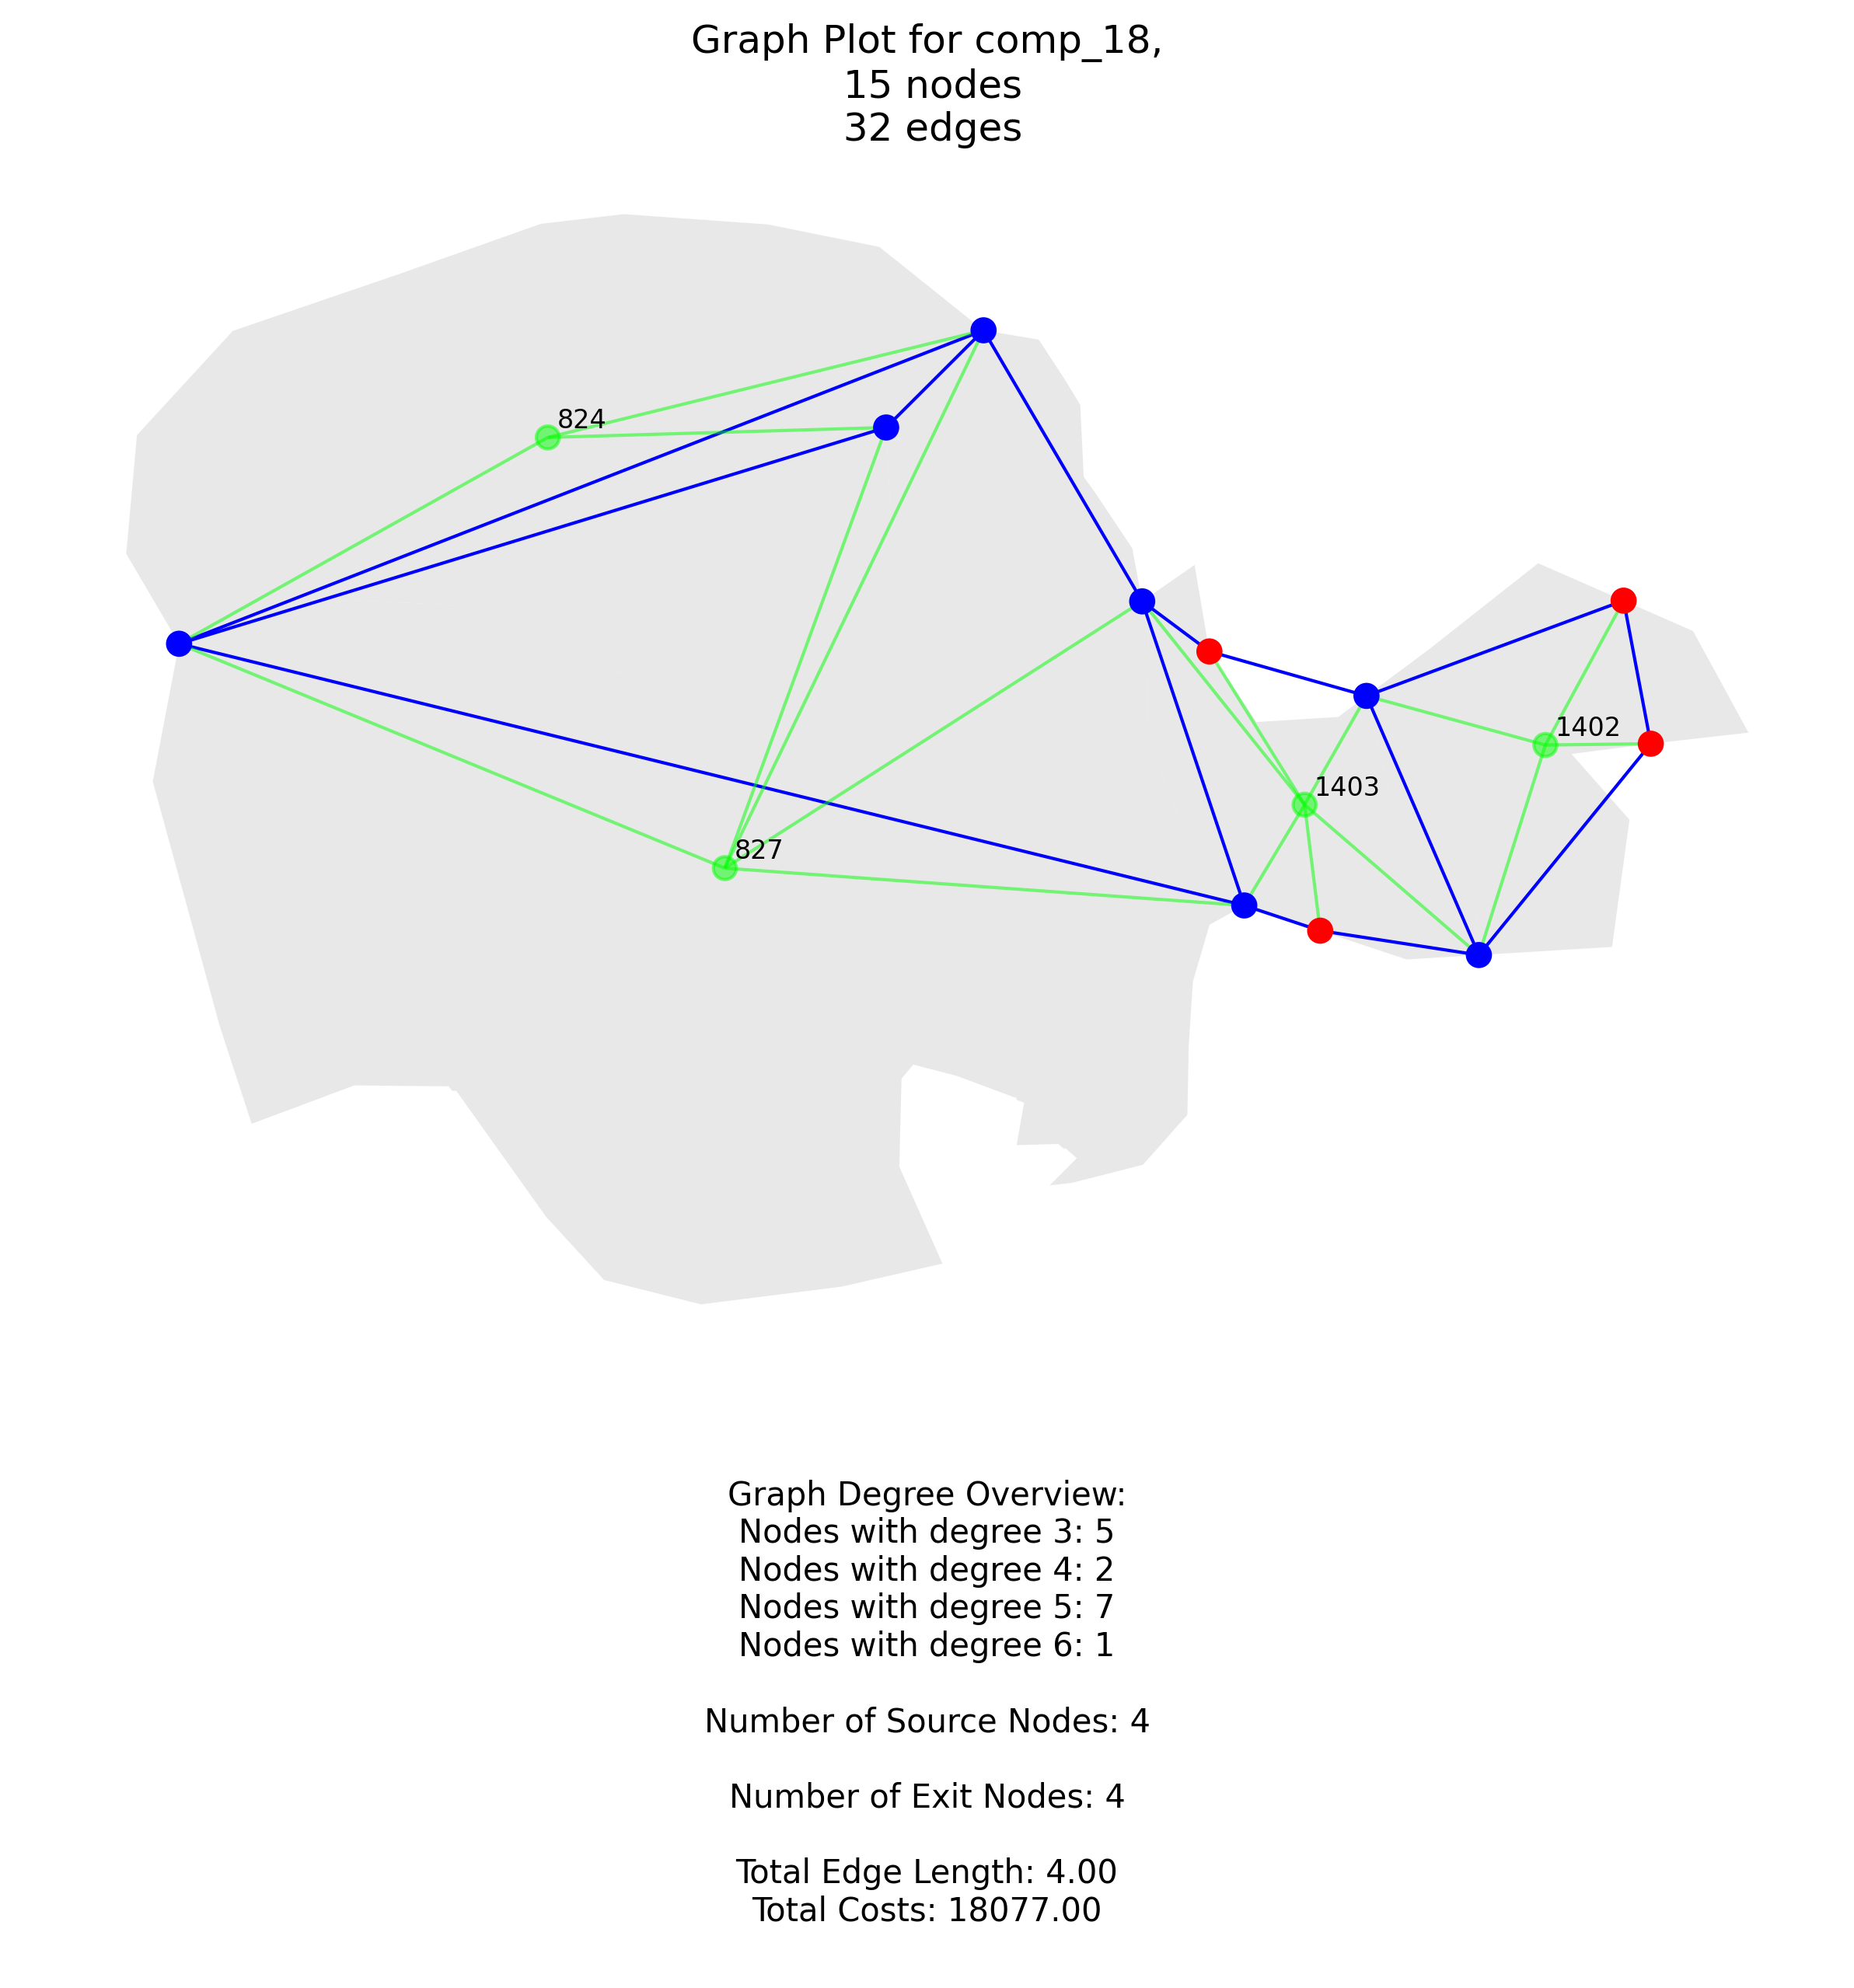 Graph Plot for comp_18,
15 nodes
32 edges
824
1402
1403
827
Graph Degree Overview:
Nodes with degree 3: 5
Nodes with degree 4: 2
Nodes with degree 5: 7
Nodes with degree 6: 1
Number of Source Nodes: 4
Number of Exit Nodes: 4
Total Edge Length: 4.00
Total Costs: 18077.00